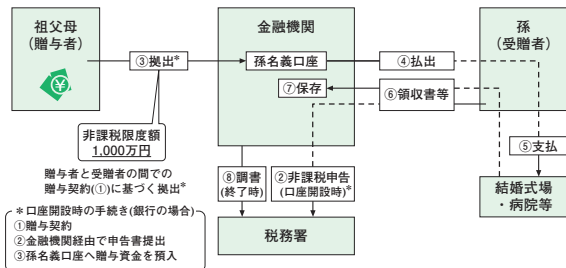 祖父母
(贈与者)
金融機関
孫
(受贈者)
③拠出*
孫名義口座
④払出
⑦保存
⑥領収書等
非課税限度額
1,000万円
贈与者と受贈者の間での
贈与契約(①)に基づく拠出*
⑧調書
(終了時)
②非課税申告
(口座開設時)*
⑤支払
結婚式場
・病院等
税務署
*口座開設時の手続き(銀行の場合)
①贈与契約
②金融機関経由で申告書提出
③孫名義口座へ贈与資金を預入